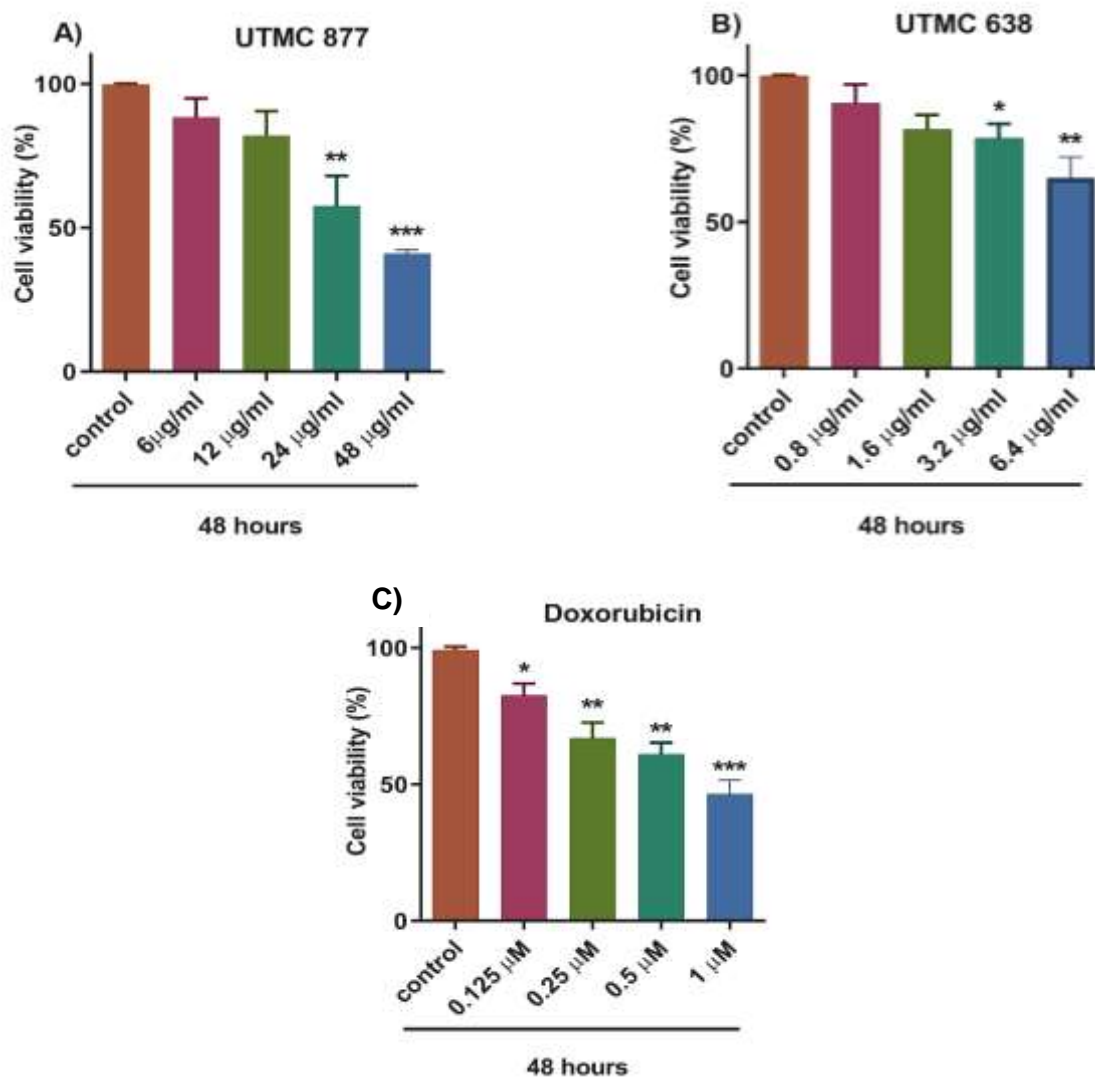 A)
UTMC 877
Cell viability (%)
100
50
0
**
***
control
6μg/ml
12 μg/ml
24 μg/ml
48 μg/ml
48 hours
B)
UTMC 638
Cell viability (%)
100
50
0
*
**
control
0.8 μg/ml
1.6 μg/ml
3.2 μg/ml
6.4 μg/ml
48 hours
C)
Doxorubicin
Cell viability (%)
100
50
0
*
**
**
***
control
0.125 μM
0.25 μM
0.5 μM
1 μM
48 hours